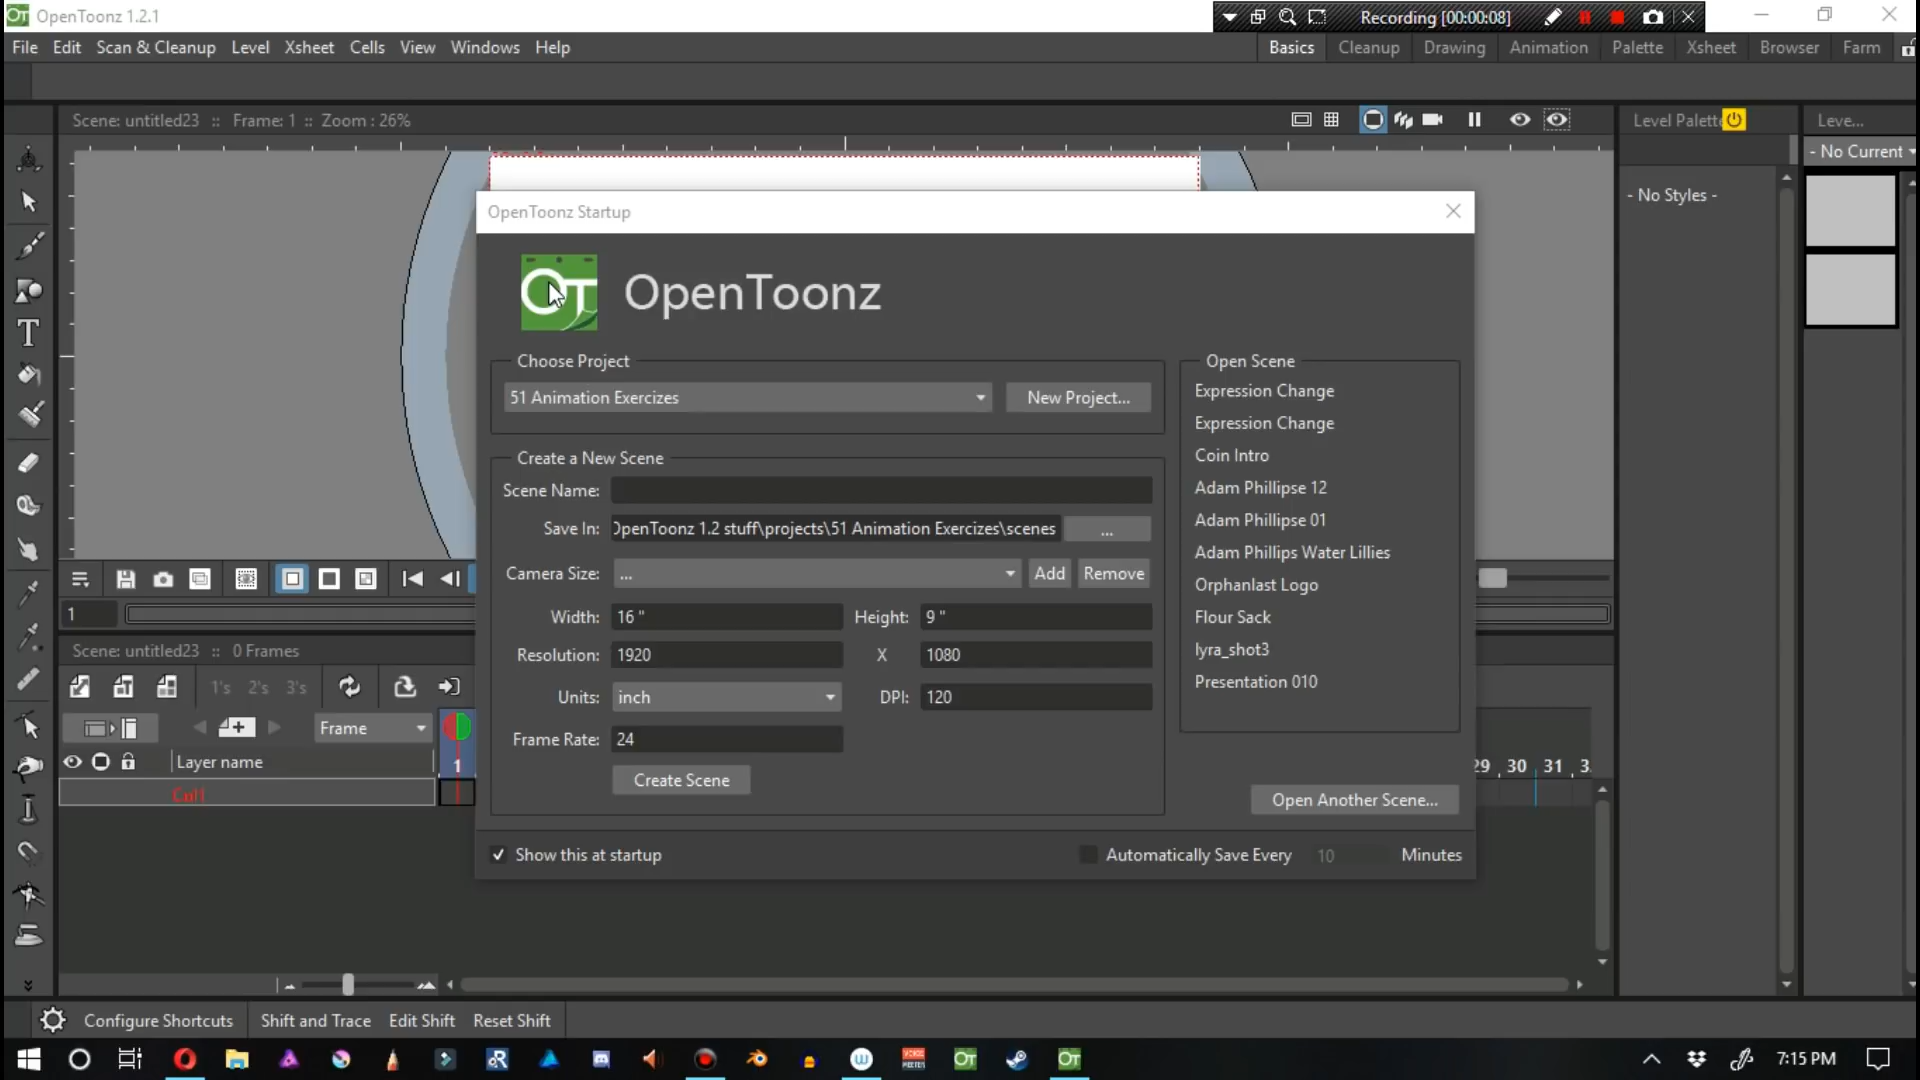 OpenToonz 1.2.1
Recording [00:00:08]
File Edit Scan & Cleanup Level Xsheet Cells View Windows Help
Basics Cleanup Drawing Animation Palette Xsheet Browser Farm
Scene: untitled23 :: Frame: 1 :: Zoom : 26%
Level Palette
Leve...
- No Current
- No Styles -
OpenToonz Startup
OT OpenToonz
Choose Project
51 Animation Exercizes
New Project...
Create a New Scene
Scene Name:
Save In: OpenToonz 1.2 stuff\projects\51 Animation Exercizes\scenes ...
Camera Size: ... Add Remove
Width: 16 " Height: 9 "
Resolution: 1920 X 1080
Units: inch DPI: 120
Frame Rate: 24
Create Scene
Open Scene
Expression Change
Expression Change
Coin Intro
Adam Phillipse 12
Adam Phillipse 01
Adam Phillips Water Lillies
Orphanlast Logo
Flour Sack
lyra_shot3
Presentation 010
Open Another Scene...
Show this at startup
Automatically Save Every 10 Minutes
1
Scene: untitled23 :: 0 Frames
1's 2's 3's
Frame
Layer name
1
Col1
29 30 31 3
Configure Shortcuts Shift and Trace Edit Shift Reset Shift
7:15 PM